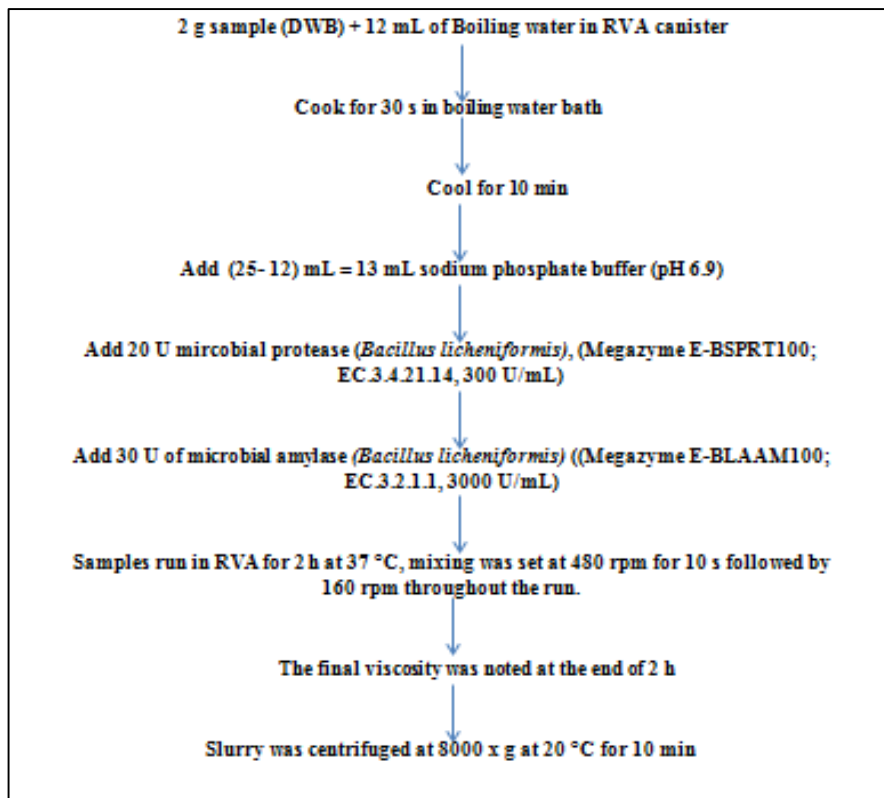 2 g sample (DWB) + 12 mL of Boiling water in RVA canister
Cook for 30 s in boiling water bath
Cool for 10 min
Add (25- 12) mL = 13 mL sodium phosphate buffer (pH 6.9)
Add 20 U mircobial protease (Bacillus licheniformis), (Megazyme E-BSPRT100;
EC.3.4.21.14, 300 U/mL)
Add 30 U of microbial amylase (Bacillus licheniformis) ((Megazyme E-BLAAM100;
EC.3.2.1.1, 3000 U/mL)
Samples run in RVA for 2 h at 37 °C, mixing was set at 480 rpm for 10 s followed by
160 rpm throughout the run.
The final viscosity was noted at the end of 2 h
Slurry was centrifuged at 8000 x g at 20 °C for 10 min